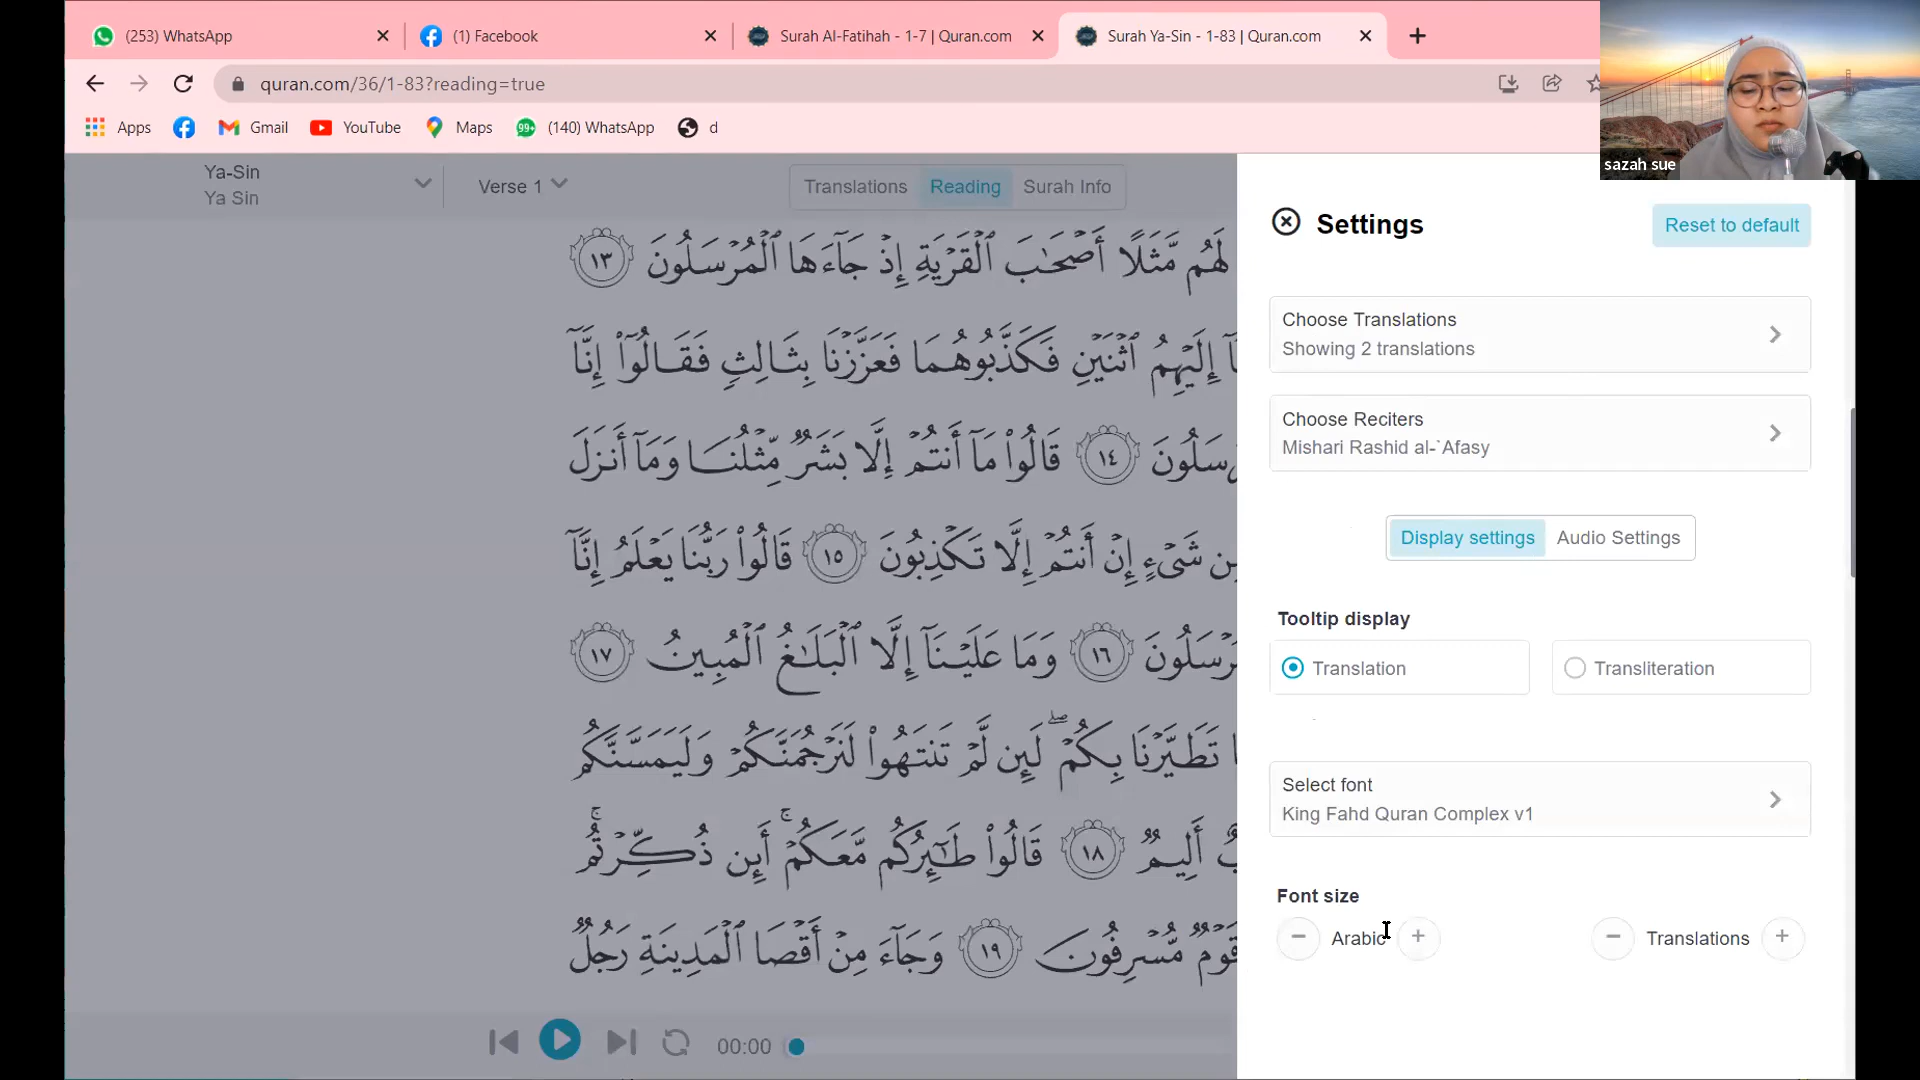 (253) WhatsApp
(1) Facebook
Surah Al-Fatihah - 1-7 | Quran.com
Surah Ya-Sin - 1-83 | Quran.com
quran.com/36/1-83?reading=true
Apps
Gmail
YouTube
Maps
99+
(140) WhatsApp
d
sazah sue
Ya-Sin
Ya Sin
Verse 1
Translations
Reading
Surah Info
لَهُم مَّثَلًا أَصْحَٰبَ ٱلْقَرْيَةِ إِذْ جَآءَهَا ٱلْمُرْسَلُونَ ١٣
إِلَيْهِمُ ٱثْنَيْنِ فَكَذَّبُوهُمَا فَعَزَّزْنَا بِثَالِثٍ فَقَالُوٓا۟ إِنَّآ
١٤ قَالُوا۟ مَآ أَنتُمْ إِلَّا بَشَرٌ مِّثْلُنَا وَمَآ أَنزَلَ
شَىْءٍ إِنْ أَنتُمْ إِلَّا تَكْذِبُونَ ١٥ قَالُوا۟ رَبُّنَا يَعْلَمُ إِنَّآ
١٦ وَمَا عَلَيْنَآ إِلَّا ٱلْبَلَٰغُ ٱلْمُبِينُ ١٧
تَطَيَّرْنَا بِكُمْ ۖ لَئِن لَّمْ تَنتَهُوا۟ لَنَرْجُمَنَّكُمْ وَلَيَمَسَّنَّكُم
أَلِيمٌ ١٨ قَالُوا۟ طَٰٓئِرُكُم مَّعَكُمْ ۚ أَئِن ذُكِّرْتُم ۚ
قَوْمٌ مُّسْرِفُونَ ١٩ وَجَآءَ مِنْ أَقْصَا ٱلْمَدِينَةِ رَجُلٌ
00:00
Settings
Reset to default
Choose Translations
Showing 2 translations
Choose Reciters
Mishari Rashid al-`Afasy
Display settings
Audio Settings
Tooltip display
Translation
Transliteration
Select font
King Fahd Quran Complex v1
Font size
− Arabic +
− Translations +